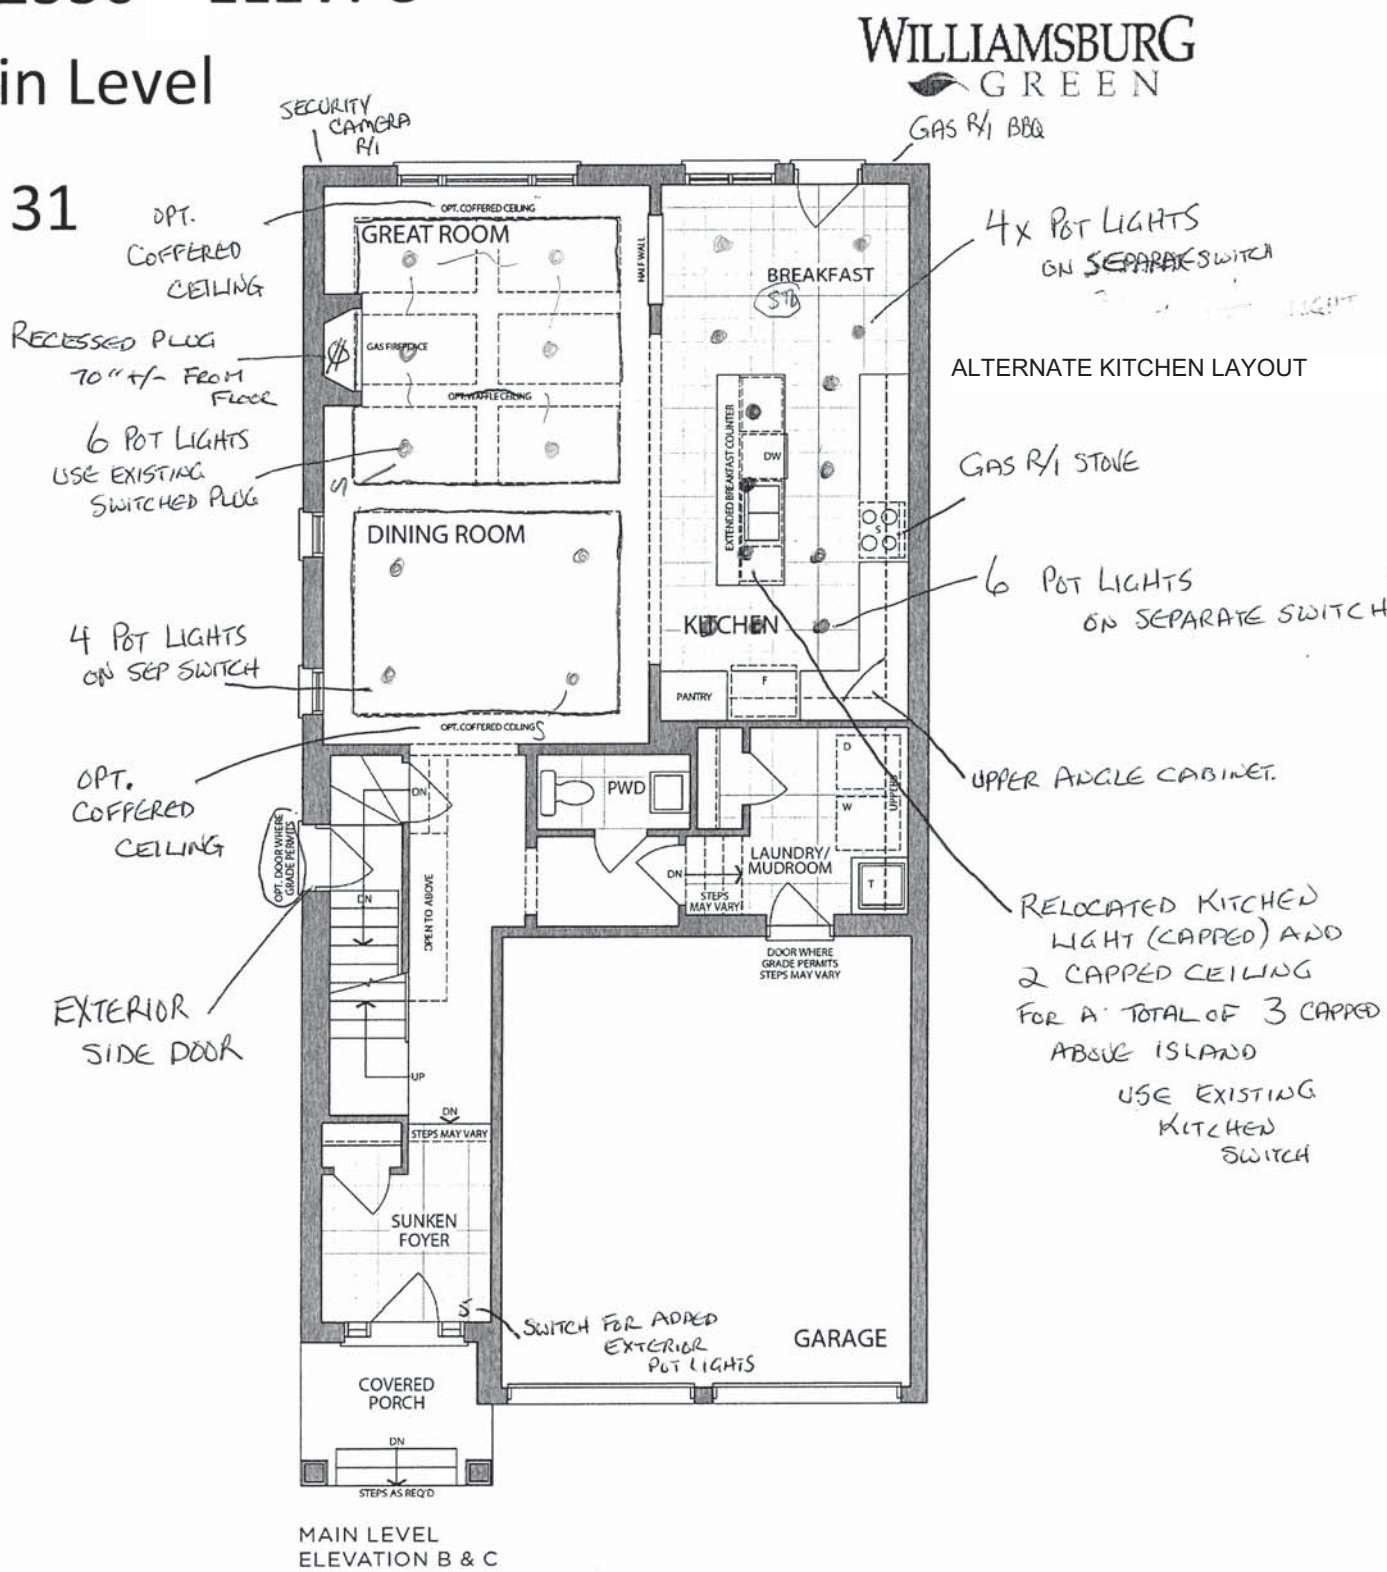 in Level
WILLIAMSBURG
GREEN
31
SECURITY
CAMERA
R/I
GAS R/I BBQ
OPT.
COFFERED
CEILING
OPT. COFFERED CEILING
GREAT ROOM
HALF WALL
BREAKFAST
STD
4x POT LIGHTS
ON SEPARATE SWITCH
LIGHT
RECESSED PLUG
70" +/- FROM
FLOOR
GAS FIREPLACE
OPT. WAFFLE CEILING
ALTERNATE KITCHEN LAYOUT
6 POT LIGHTS
USE EXISTING
SWITCHED PLUG
S
EXTENDED BREAKFAST COUNTER
DW
GAS R/I STOVE
S
DINING ROOM
6 POT LIGHTS
ON SEPARATE SWITCH
KITCHEN
4 POT LIGHTS
ON SEP SWITCH
PANTRY
F
OPT. COFFERED CEILING
S
OPT.
COFFERED
CEILING
UPPER ANGLE CABINET.
DN
PWD
D
W
UPPERS
OPT. DOOR WHERE
GRADE PERMITS
LAUNDRY/
MUDROOM
DN
STEPS
MAY VARY
T
DN
OPEN TO ABOVE
DOOR WHERE
GRADE PERMITS
STEPS MAY VARY
RELOCATED KITCHEN
LIGHT (CAPPED) AND
2 CAPPED CEILING
FOR A TOTAL OF 3 CAPPED
ABOVE ISLAND
USE EXISTING
KITCHEN
SWITCH
EXTERIOR
SIDE DOOR
UP
DN
STEPS MAY VARY
SUNKEN
FOYER
S
SWITCH FOR ADDED
EXTERIOR
POT LIGHTS
GARAGE
COVERED
PORCH
DN
STEPS AS REQ'D
MAIN LEVEL
ELEVATION B & C